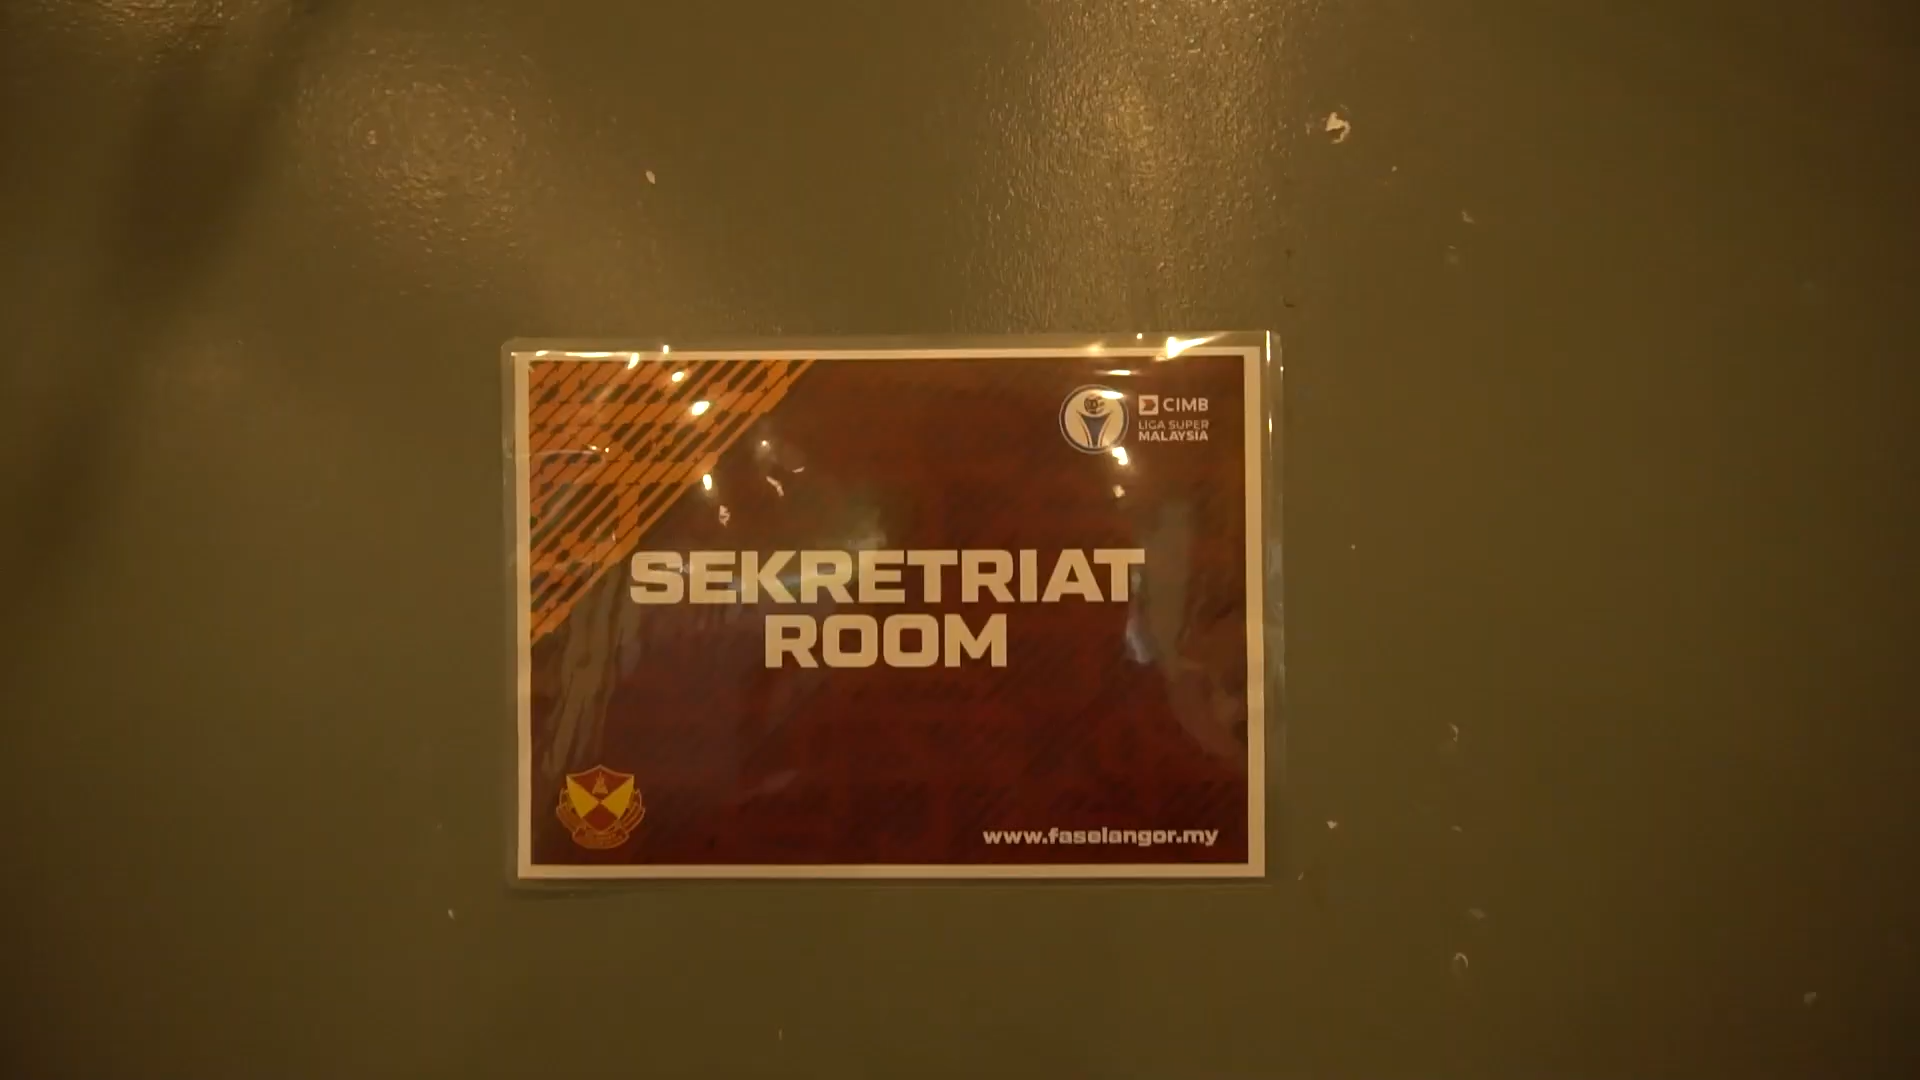 CIMB
LIGA SUPER
MALAYSIA
SEKRETRIAT
ROOM
www.faselangor.my